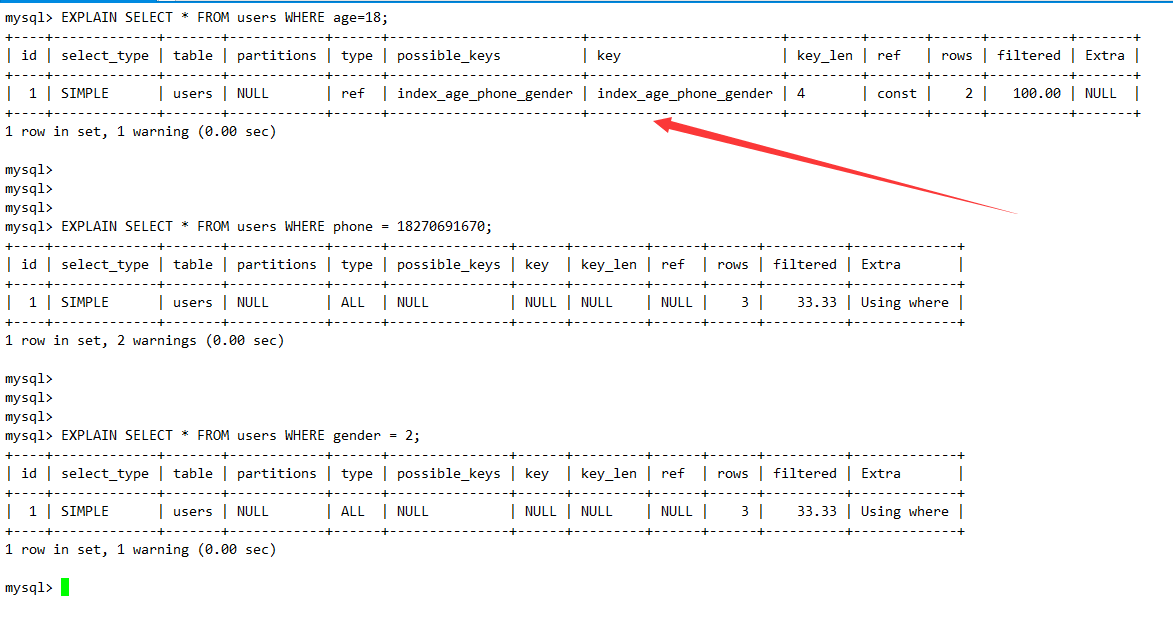 mysql> EXPLAIN SELECT * FROM users WHERE age=18;
+----+-------------+-------+------------+------+------------------------+------------------------+---------+-------+------+----------+-------+
| id | select_type | table | partitions | type | possible_keys          | key                    | key_len | ref   | rows | filtered | Extra |
+----+-------------+-------+------------+------+------------------------+------------------------+---------+-------+------+----------+-------+
|  1 | SIMPLE      | users | NULL       | ref  | index_age_phone_gender | index_age_phone_gender | 4       | const |    2 |   100.00 | NULL  |
+----+-------------+-------+------------+------+------------------------+------------------------+---------+-------+------+----------+-------+
1 row in set, 1 warning (0.00 sec)
mysql>
mysql>
mysql>
mysql> EXPLAIN SELECT * FROM users WHERE phone = 18270691670;
+----+-------------+-------+------------+------+---------------+------+---------+------+------+----------+-------------+
| id | select_type | table | partitions | type | possible_keys | key  | key_len | ref  | rows | filtered | Extra       |
+----+-------------+-------+------------+------+---------------+------+---------+------+------+----------+-------------+
|  1 | SIMPLE      | users | NULL       | ALL  | NULL          | NULL | NULL    | NULL |    3 |    33.33 | Using where |
+----+-------------+-------+------------+------+---------------+------+---------+------+------+----------+-------------+
1 row in set, 2 warnings (0.00 sec)
mysql>
mysql>
mysql>
mysql> EXPLAIN SELECT * FROM users WHERE gender = 2;
+----+-------------+-------+------------+------+---------------+------+---------+------+------+----------+-------------+
| id | select_type | table | partitions | type | possible_keys | key  | key_len | ref  | rows | filtered | Extra       |
+----+-------------+-------+------------+------+---------------+------+---------+------+------+----------+-------------+
|  1 | SIMPLE      | users | NULL       | ALL  | NULL          | NULL | NULL    | NULL |    3 |    33.33 | Using where |
+----+-------------+-------+------------+------+---------------+------+---------+------+------+----------+-------------+
1 row in set, 1 warning (0.00 sec)
mysql>